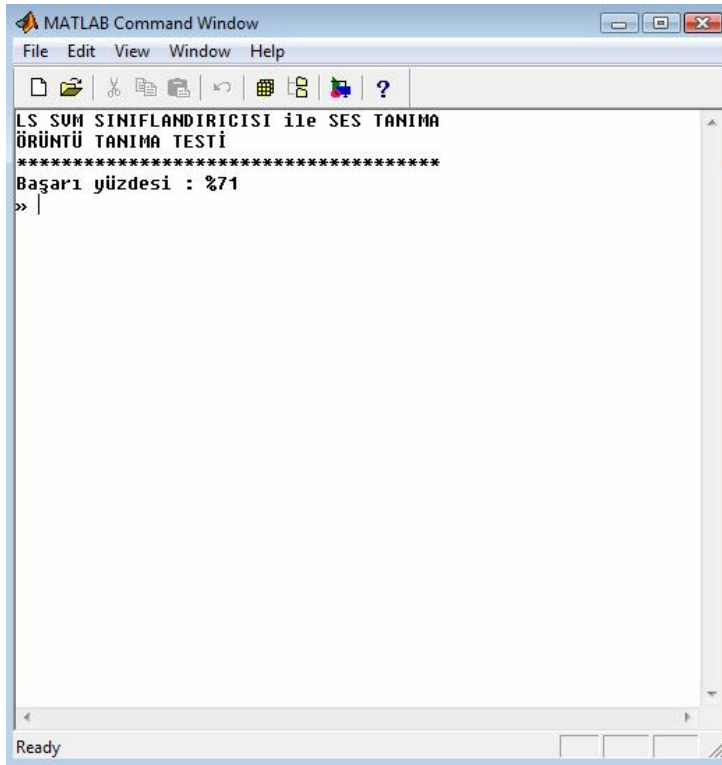 MATLAB Command Window
File Edit View Window Help
?
LS SVM SINIFLANDIRICISI ile SES TANIMA
ÖRÜNTÜ TANIMA TESTİ
**************************************
Başarı yüzdesi : %71
»
Ready